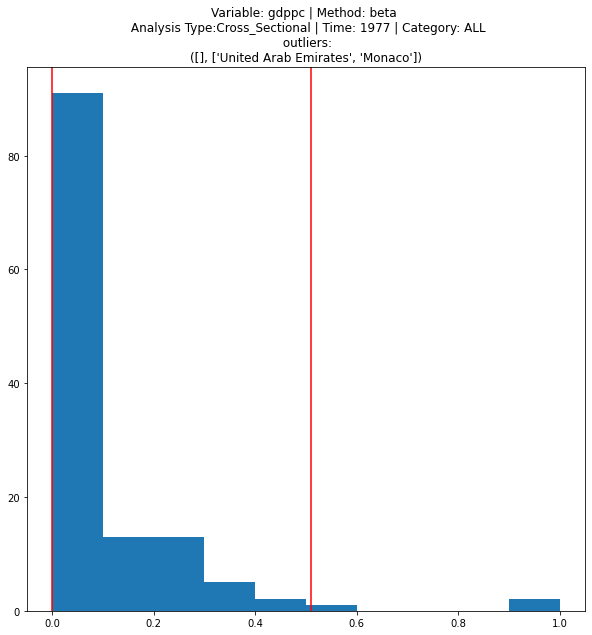 Variable: gdppc | Method: beta
Analysis Type:Cross_Sectional | Time: 1977 | Category: ALL
outliers:
([], ['United Arab Emirates', 'Monaco'])
80
60
40
20
0
0.0 0.2 0.4 0.6 0.8 1.0